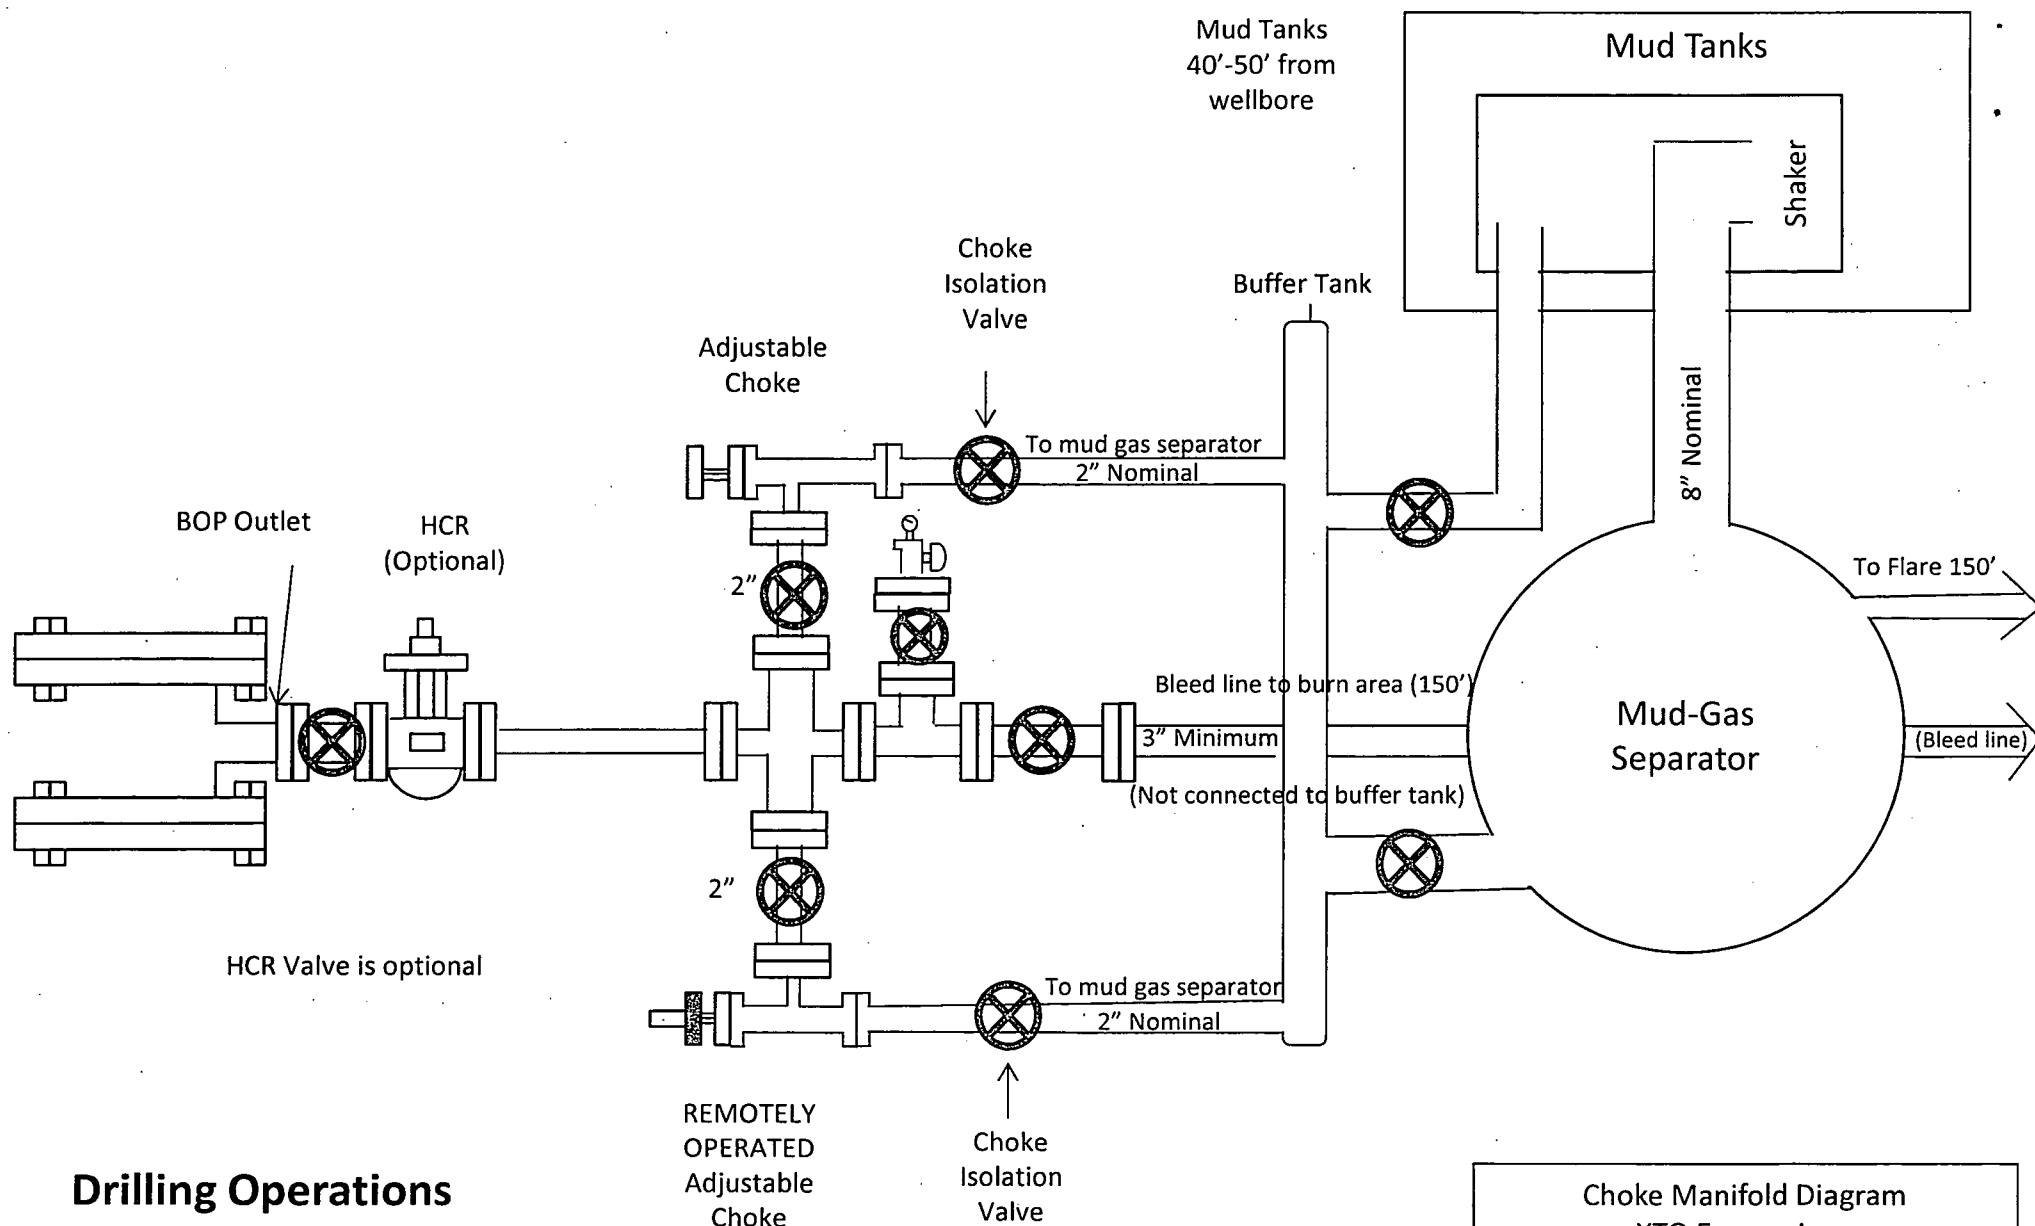 Mud Tanks
40’-50’ from
wellbore
Mud Tanks
Shaker
Choke
Isolation
Valve
Buffer Tank
Adjustable
Choke
8” Nominal
To mud gas separator
2” Nominal
BOP Outlet
HCR
(Optional)
2”
To Flare 150’
Bleed line to burn area (150’)
3” Minimum
Mud-Gas
Separator
(Bleed line)
(Not connected to buffer tank)
2”
HCR Valve is optional
To mud gas separator
2” Nominal
REMOTELY
OPERATED
Adjustable
Choke
Choke
Isolation
Valve
Drilling Operations
Choke Manifold Diagram